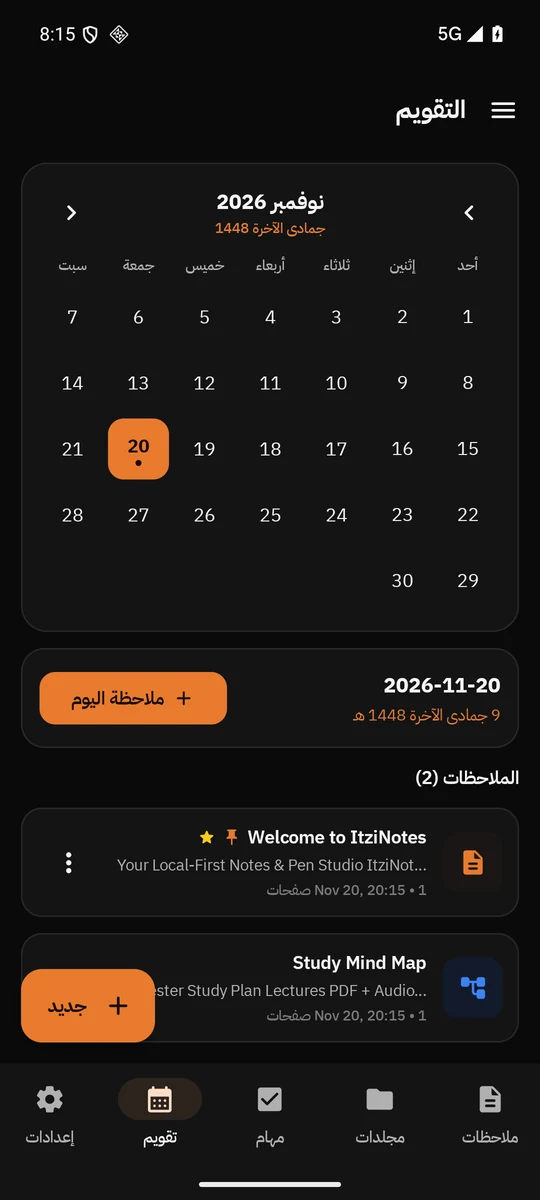 8:15
5G
التقويم
نوفمبر 2026
جمادى الآخرة 1448
أحد إثنين ثلاثاء أربعاء خميس جمعة سبت
1 2 3 4 5 6 7
8 9 10 11 12 13 14
15 16 17 18 19 20 21
22 23 24 25 26 27 28
29 30
2026-11-20
9 جمادى الآخرة 1448 هـ
ملاحظة اليوم
الملاحظات (2)
Welcome to ItziNotes
Your Local-First Notes & Pen Studio ItziNot...
Nov 20, 20:15 • 1 صفحات
Study Mind Map
Study Plan Lectures PDF + Audio...
Nov 20, 20:15 • 1 صفحات
جديد
ملاحظات مجلدات مهام تقويم إعدادات